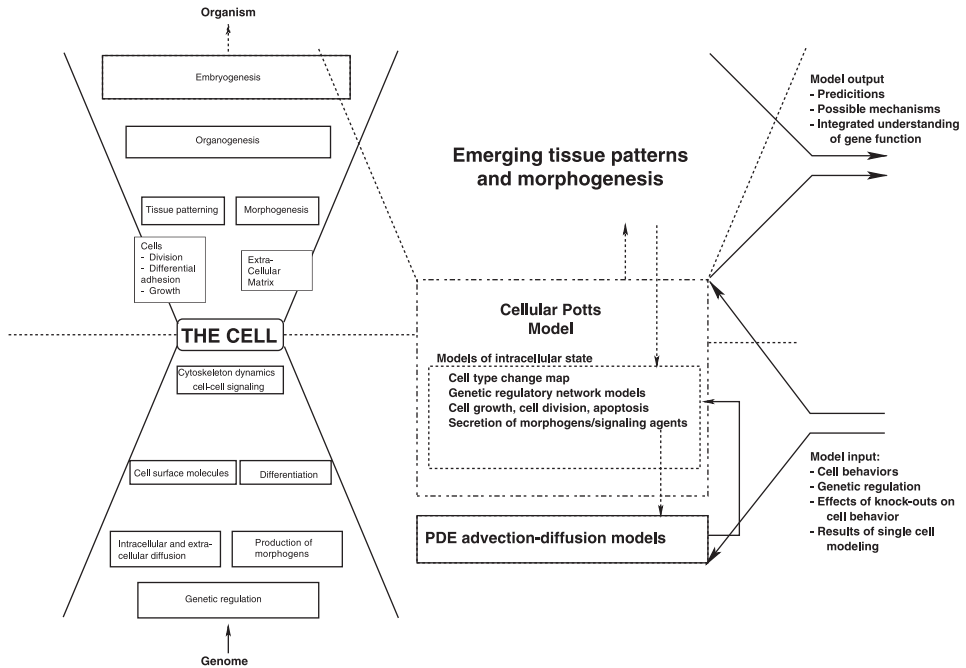 Organism
Embryogenesis
Organogenesis
Tissue patterning
Morphogenesis
Cells
- Division
- Differential
adhesion
- Growth
Extra-
Cellular
Matrix
THE CELL
Cytoskeleton dynamics
cell-cell signaling
Cell surface molecules
Differentiation
Intracellular and extra-
cellular diffusion
Production of
morphogens
Genetic regulation
Genome
Emerging tissue patterns
and morphogenesis
Cellular Potts
Model
Models of intracellular state
Cell type change map
Genetic regulatory network models
Cell growth, cell division, apoptosis
Secretion of morphogens/signaling agents
PDE advection-diffusion models
Model output
- Predicitions
- Possible mechanisms
- Integrated understanding
of gene function
Model input:
- Cell behaviors
- Genetic regulation
- Effects of knock-outs on
cell behavior
- Results of single cell
modeling